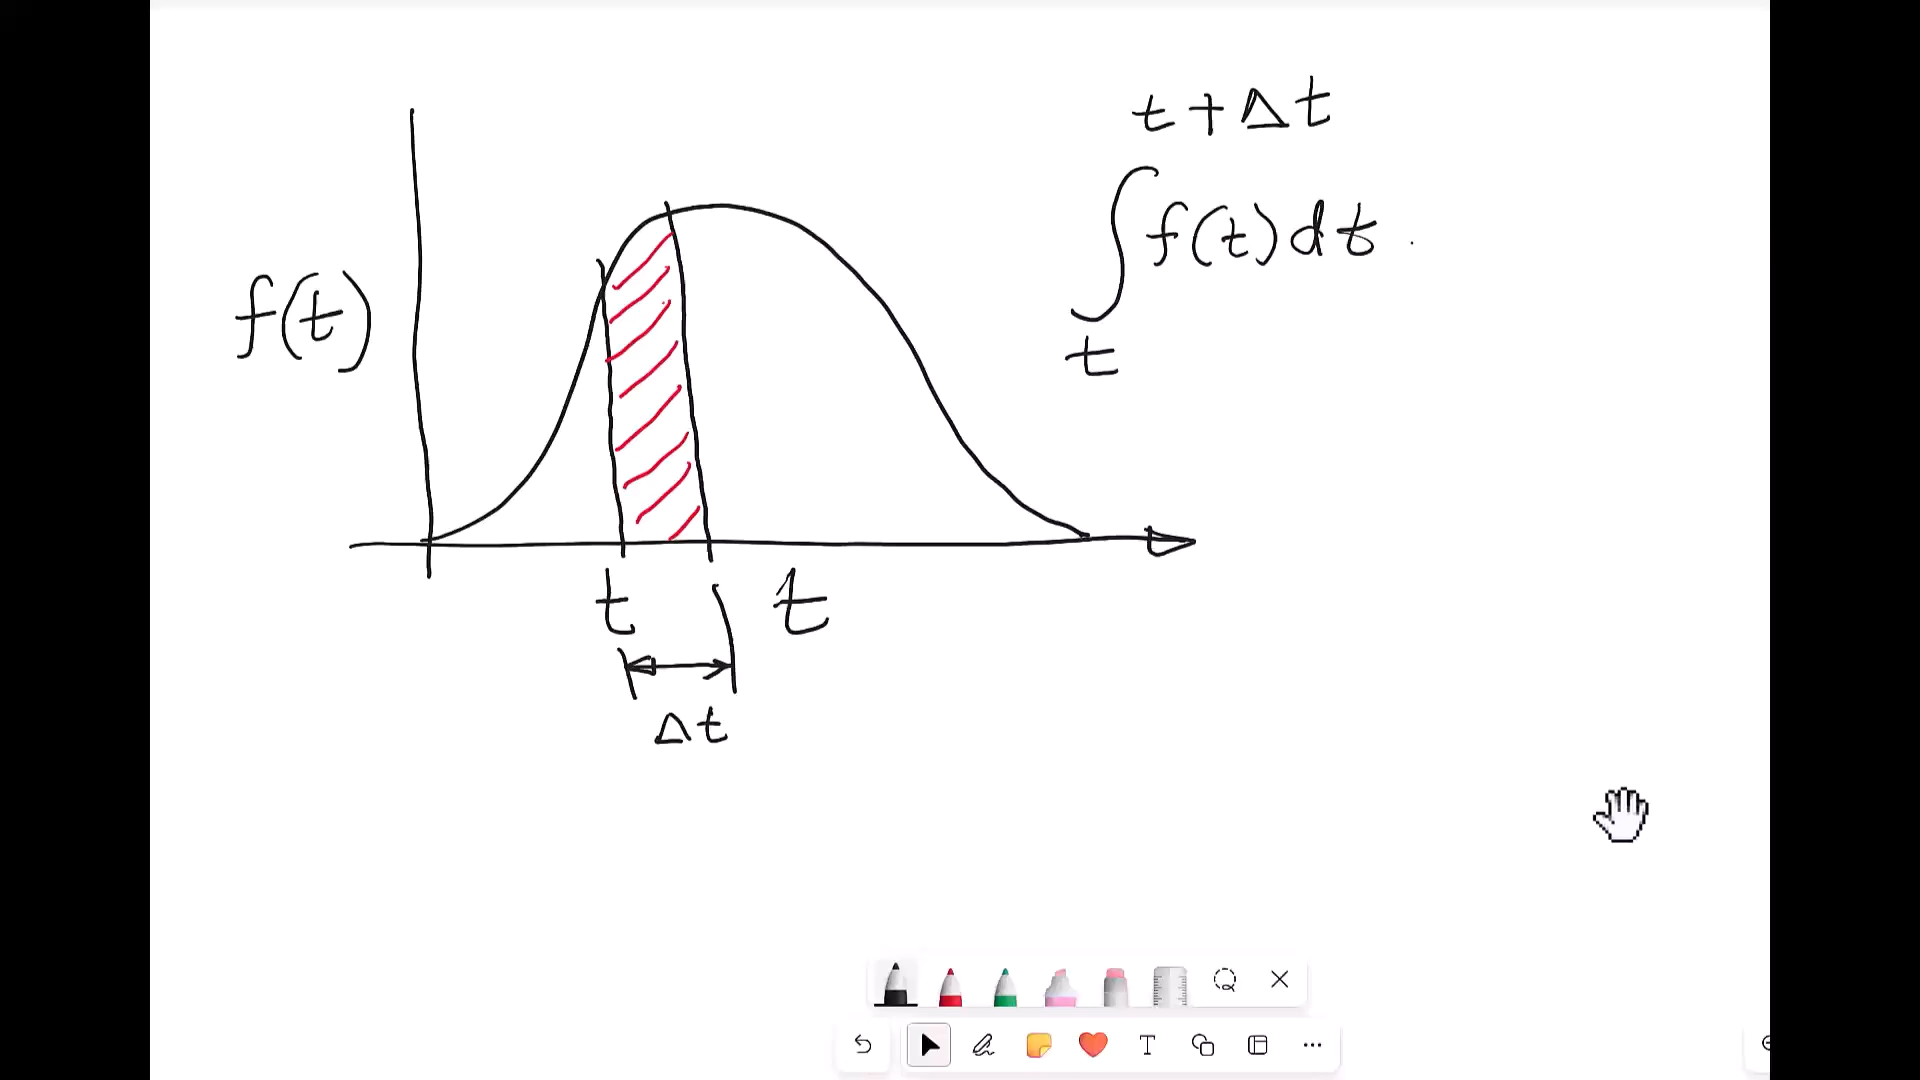 t + Δt
∫ f(t) dt
t
f(t)
t t
Δt
T